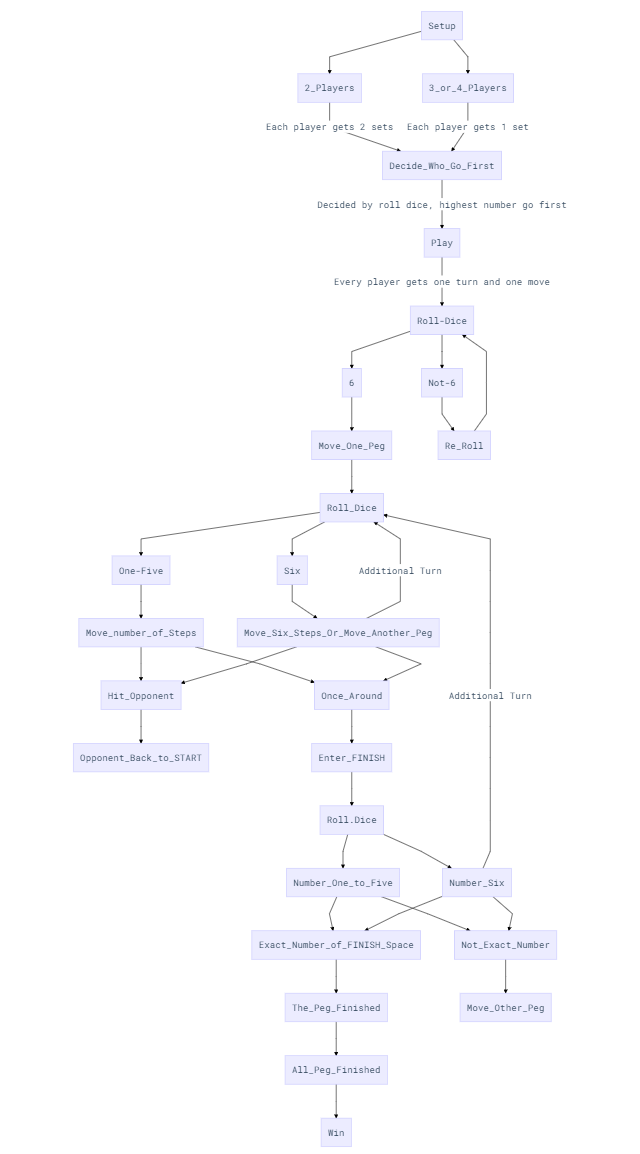 Setup
2_Players
3_or_4_Players
Each player gets 2 sets
Each player gets 1 set
Decide_Who_Go_First
Decided by roll dice, highest number go first
Play
Every player gets one turn and one move
Roll-Dice
6
Not-6
Move_One_Peg
Re_Roll
Roll_Dice
One-Five
Six
Additional Turn
Move_number_of_Steps
Move_Six_Steps_Or_Move_Another_Peg
Hit_Opponent
Once_Around
Additional Turn
Opponent_Back_to_START
Enter_FINISH
Roll.Dice
Number_One_to_Five
Number_Six
Exact_Number_of_FINISH_Space
Not_Exact_Number
The_Peg_Finished
Move_Other_Peg
All_Peg_Finished
Win